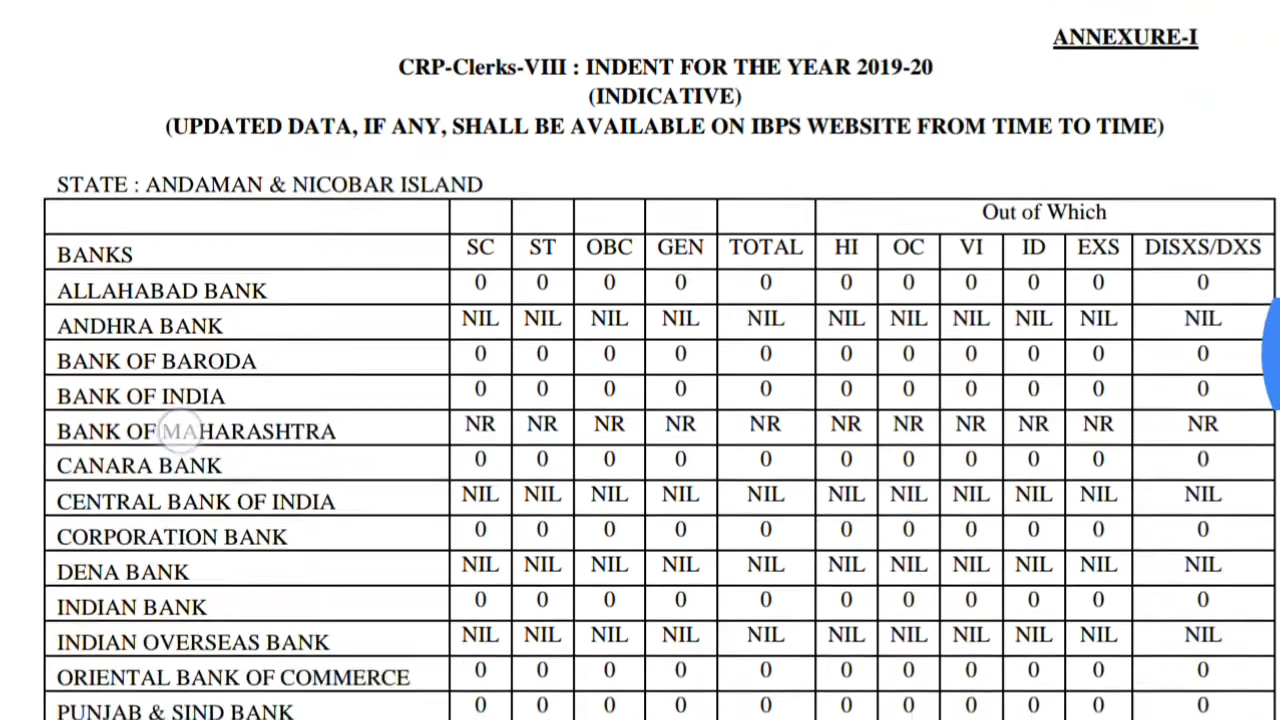 ANNEXURE-I
CRP-Clerks-VIII : INDENT FOR THE YEAR 2019-20
(INDICATIVE)
(UPDATED DATA, IF ANY, SHALL BE AVAILABLE ON IBPS WEBSITE FROM TIME TO TIME)
STATE : ANDAMAN & NICOBAR ISLAND
Out of Which
BANKS SC ST OBC GEN TOTAL HI OC VI ID EXS DISXS/DXS
ALLAHABAD BANK 0 0 0 0 0 0 0 0 0 0 0
ANDHRA BANK NIL NIL NIL NIL NIL NIL NIL NIL NIL NIL NIL
BANK OF BARODA 0 0 0 0 0 0 0 0 0 0 0
BANK OF INDIA 0 0 0 0 0 0 0 0 0 0 0
BANK OF MAHARASHTRA NR NR NR NR NR NR NR NR NR NR NR
CANARA BANK 0 0 0 0 0 0 0 0 0 0 0
CENTRAL BANK OF INDIA NIL NIL NIL NIL NIL NIL NIL NIL NIL NIL NIL
CORPORATION BANK 0 0 0 0 0 0 0 0 0 0 0
DENA BANK NIL NIL NIL NIL NIL NIL NIL NIL NIL NIL NIL
INDIAN BANK 0 0 0 0 0 0 0 0 0 0 0
INDIAN OVERSEAS BANK NIL NIL NIL NIL NIL NIL NIL NIL NIL NIL NIL
ORIENTAL BANK OF COMMERCE 0 0 0 0 0 0 0 0 0 0 0
PUNJAB & SIND BANK 0 0 0 0 0 0 0 0 0 0 0